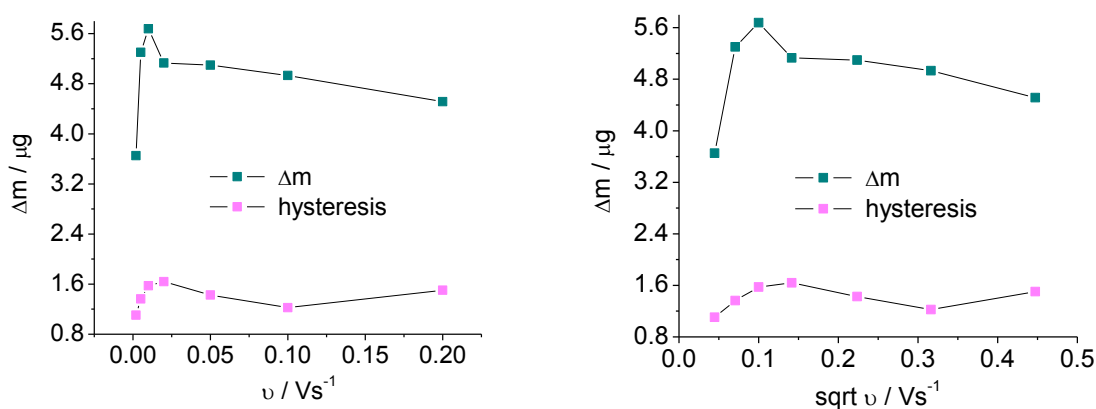 5.6
4.8
4.0
3.2
2.4
1.6
0.8
Δm / μg
Δm
hysteresis
0.00 0.05 0.10 0.15 0.20
υ / Vs⁻¹
5.6
4.8
4.0
3.2
2.4
1.6
0.8
Δm / μg
Δm
hysteresis
0.0 0.1 0.2 0.3 0.4 0.5
sqrt υ / Vs⁻¹